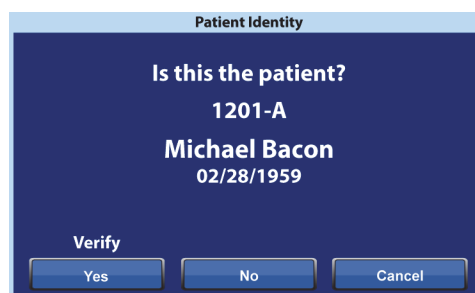 Patient Identity
Is this the patient?
1201-A
Michael Bacon
02/28/1959
Verify
Yes No Cancel